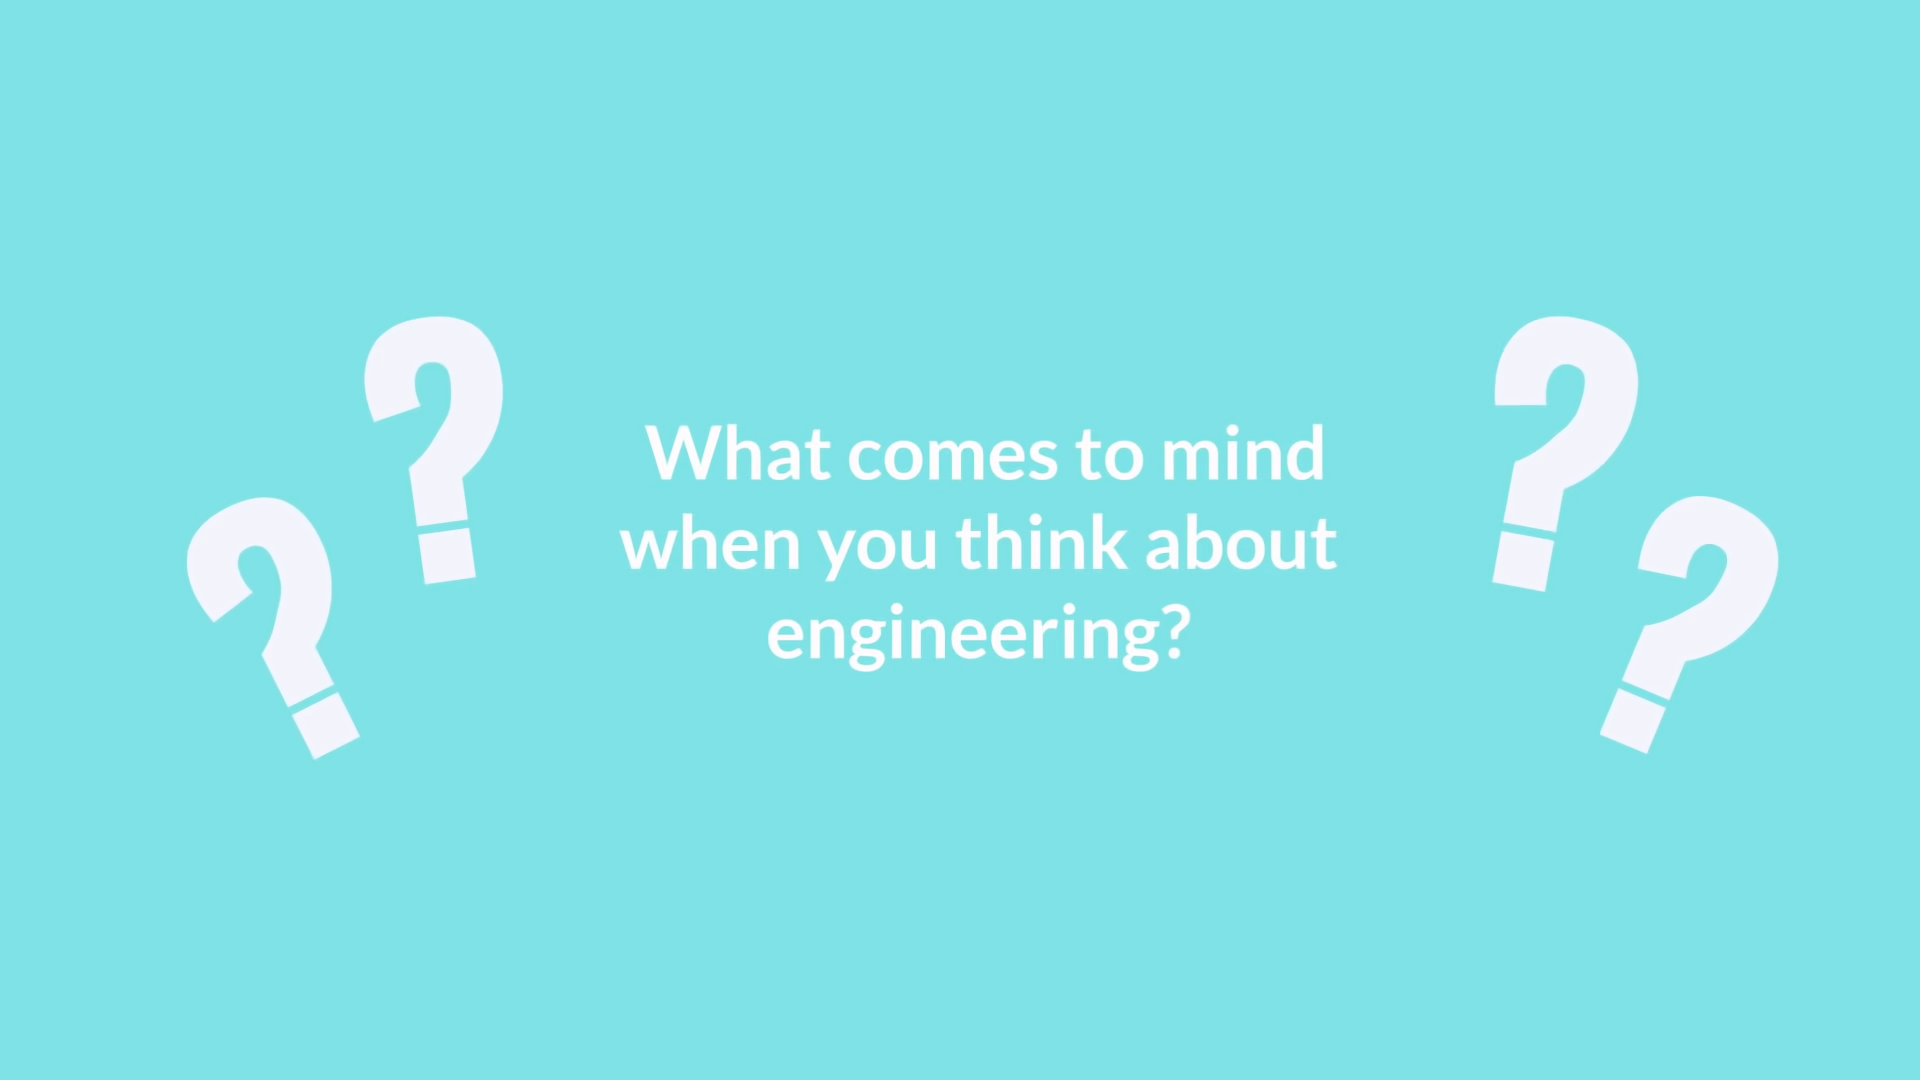 What comes to mind
when you think about
engineering?
? ? ? ?